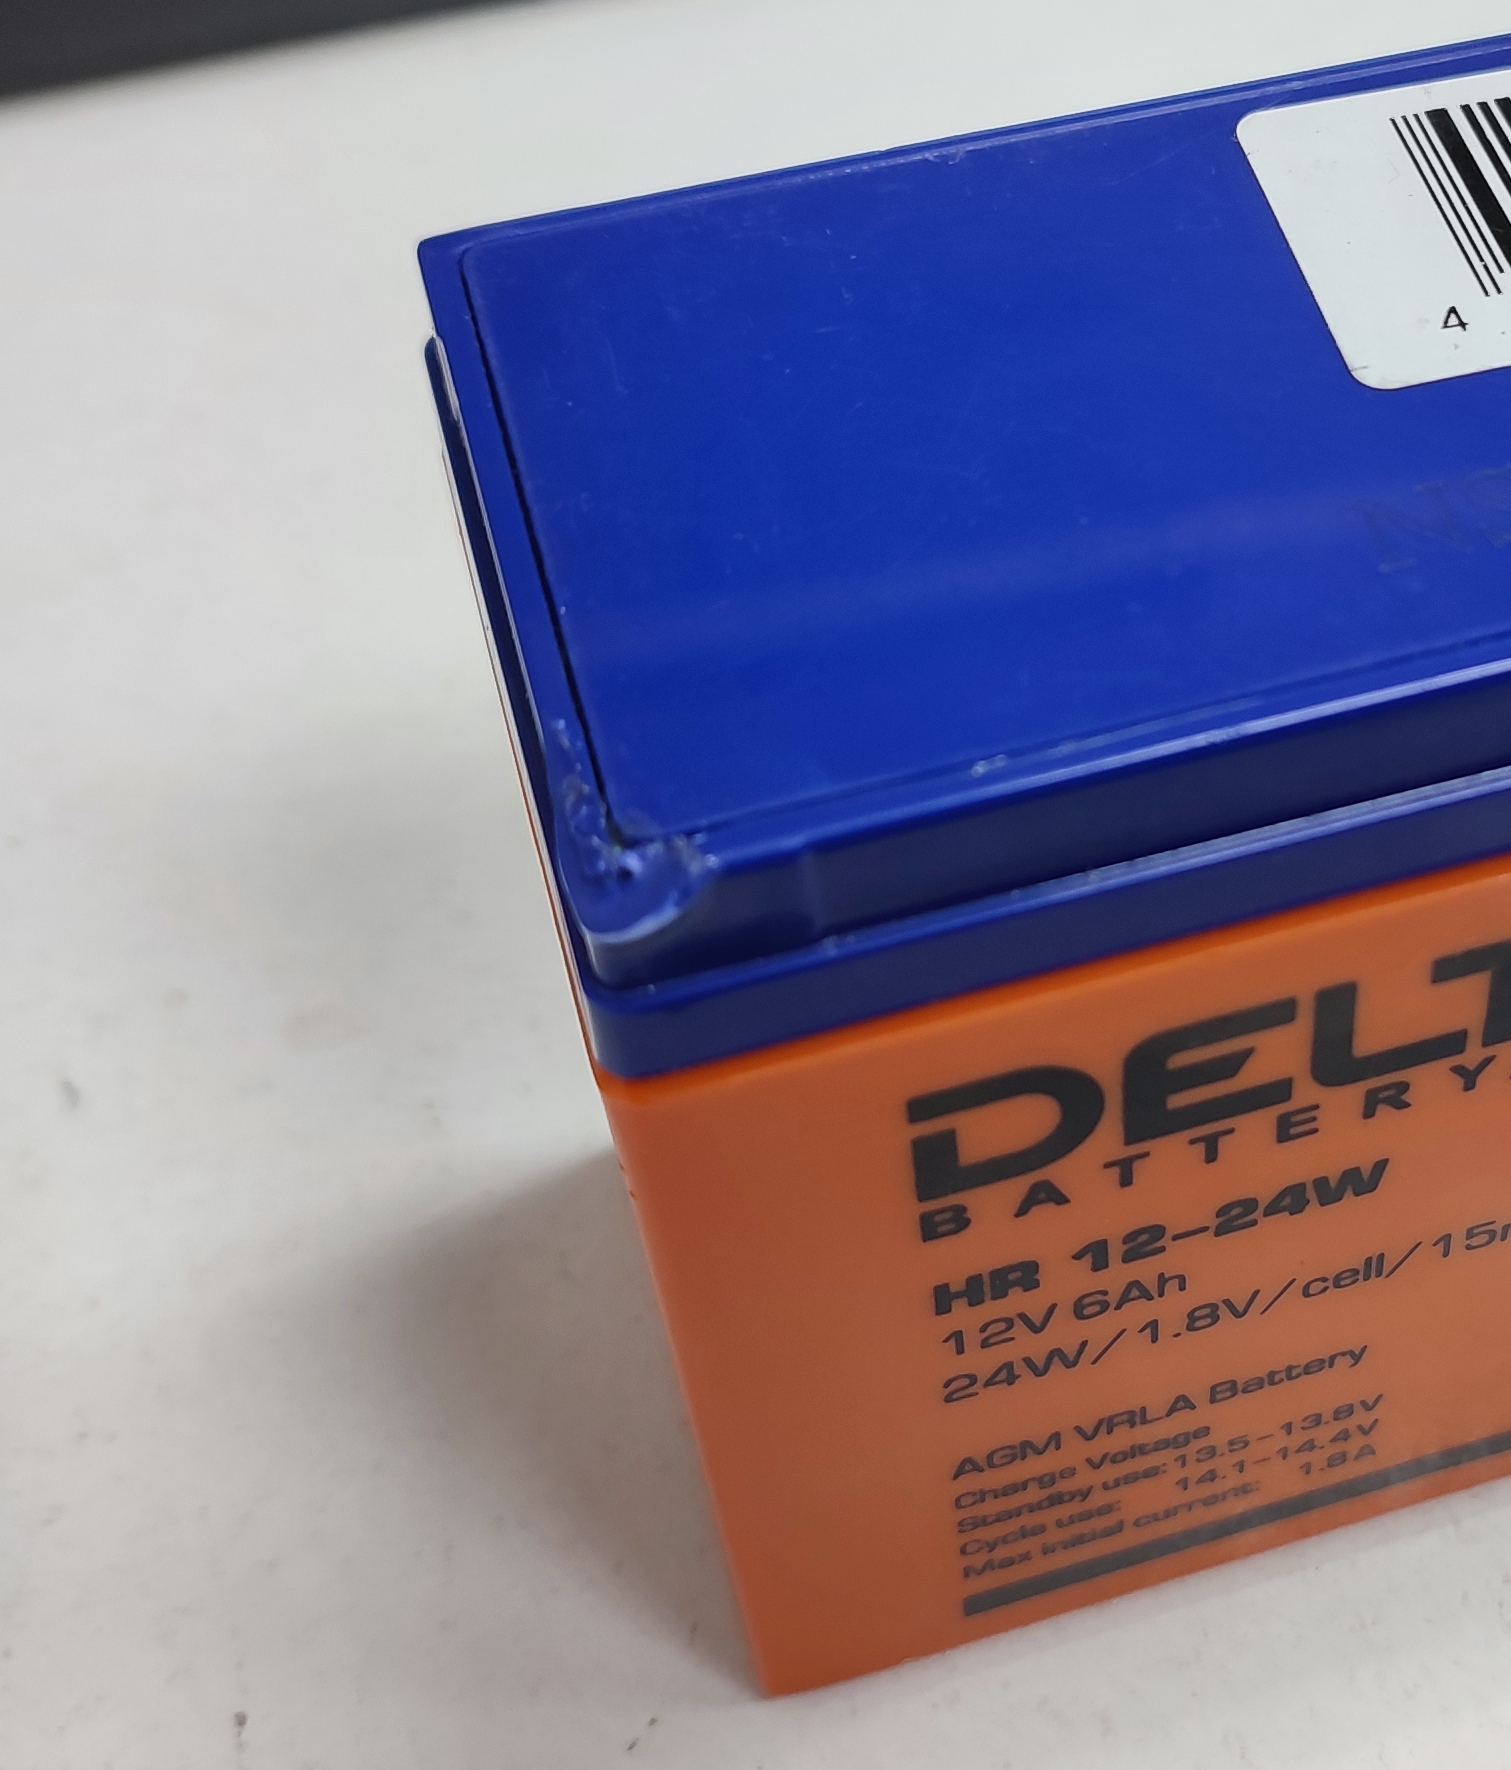 4
DELT
BATTERY
HR 12-24W
12V 6Ah
24W/1.8V/cell/15
AGM VRLA Battery
Charge Voltage
Standby use: 13.5-13.8V
Cycle use: 14.1-14.4V
Max initial current: 1.8A